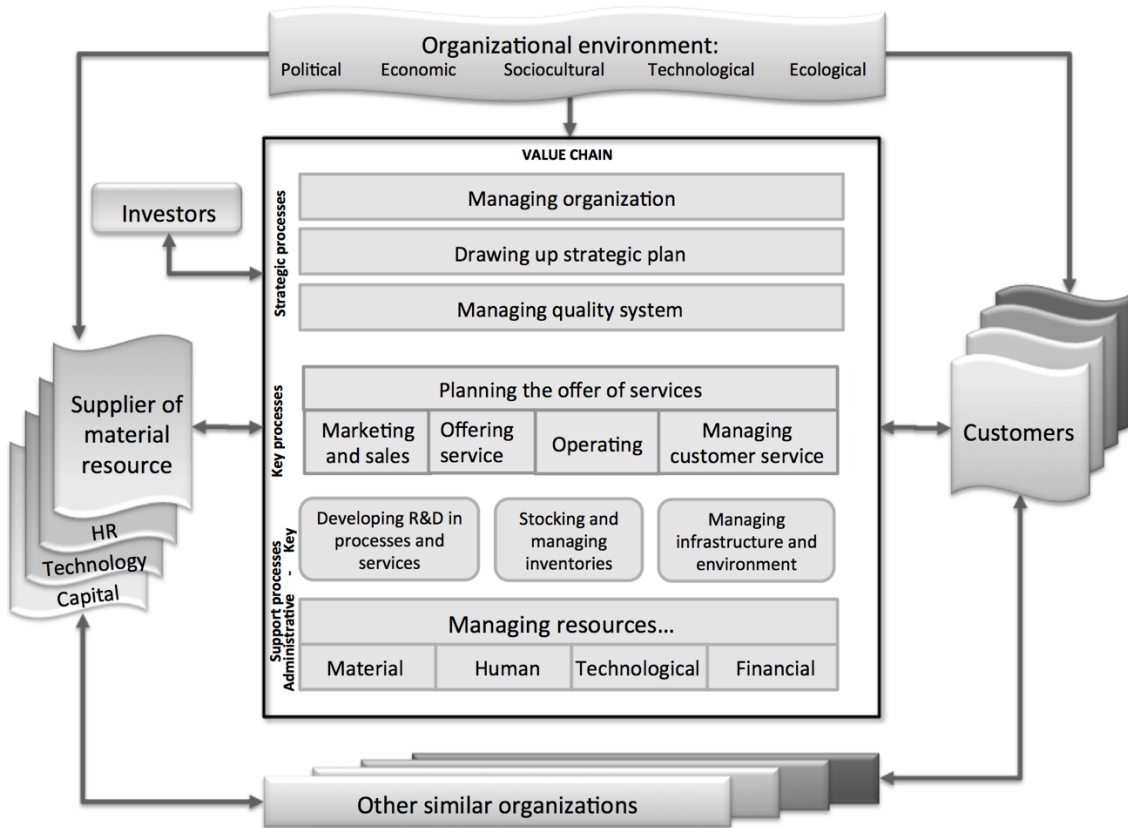 Organizational environment:
Political Economic Sociocultural Technological Ecological
VALUE CHAIN
Investors
Strategic processes
Managing organization
Drawing up strategic plan
Managing quality system
Supplier of
material
resource
HR
Technology
Capital
Key processes
Planning the offer of services
Marketing
and sales
Offering
service
Operating
Managing
customer service
Customers
Support processes
Administrative - Key
Developing R&D in
processes and
services
Stocking and
managing
inventories
Managing
infrastructure and
environment
Managing resources...
Material Human Technological Financial
Other similar organizations